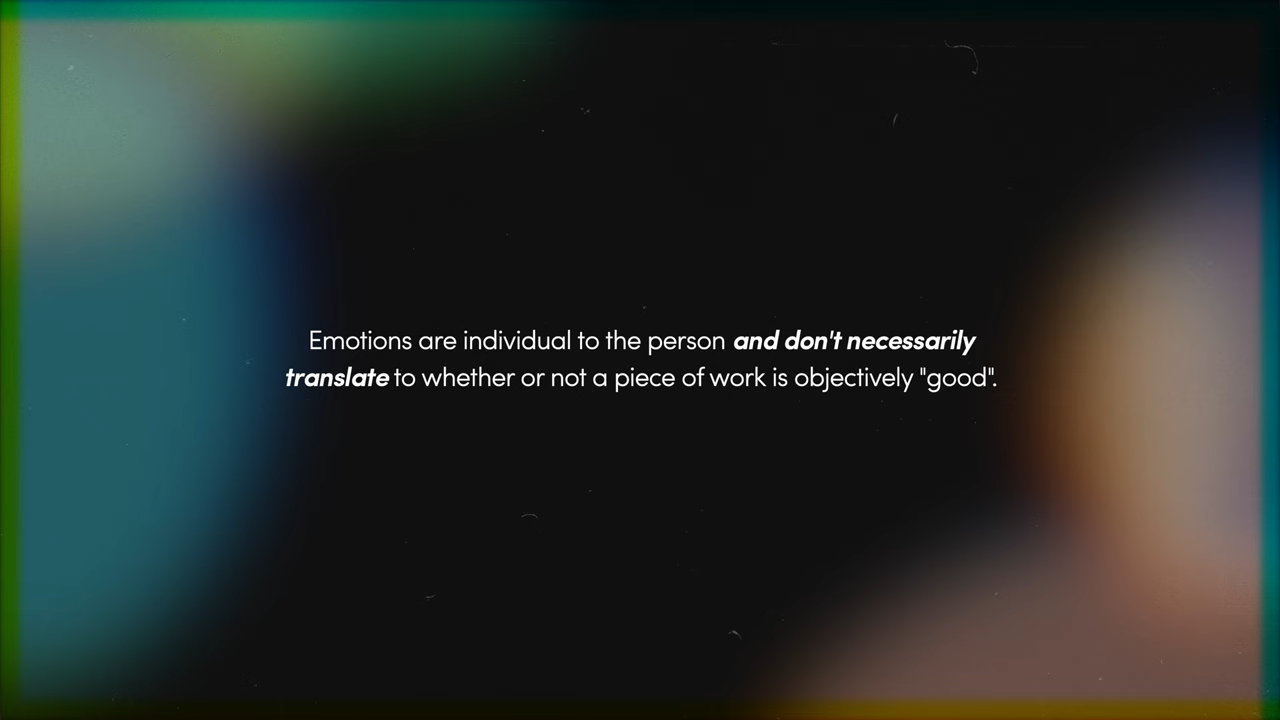 Emotions are individual to the person and don't necessarily
translate to whether or not a piece of work is objectively "good".